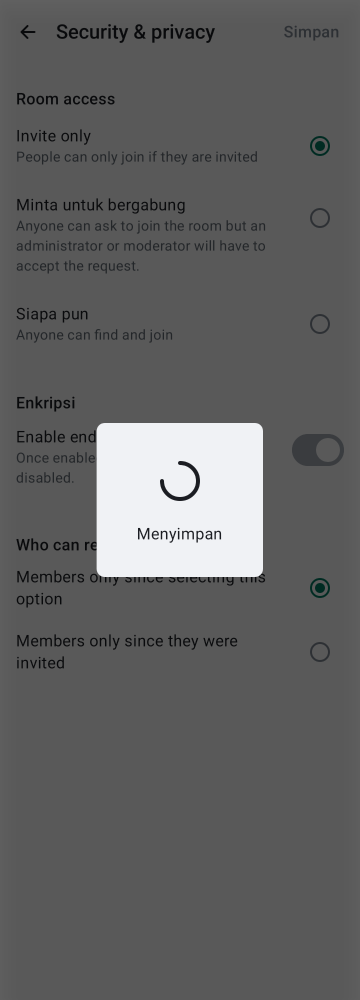 Security & privacy
Simpan
Room access
Invite only
People can only join if they are invited
Minta untuk bergabung
Anyone can ask to join the room but an
administrator or moderator will have to
accept the request.
Siapa pun
Anyone can find and join
Enkripsi
Enable end
Once enable
disabled.
Menyimpan
Who can re
Members only since selecting this
option
Members only since they were
invited